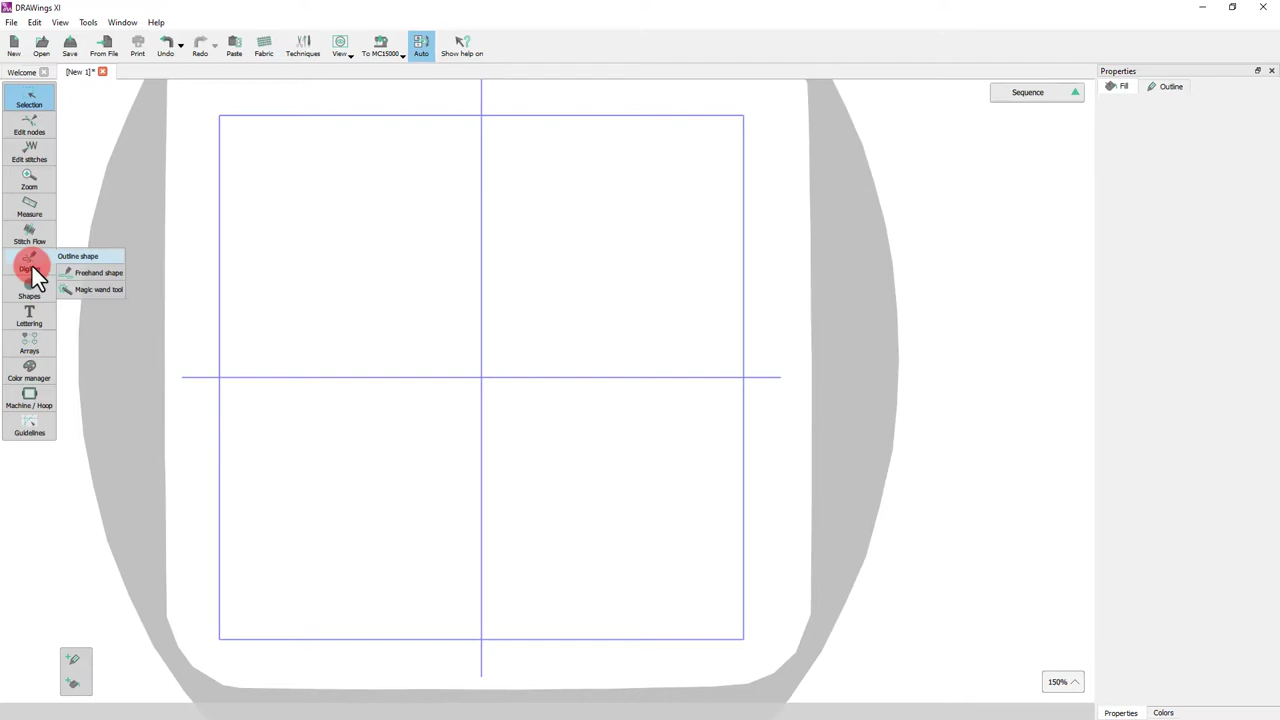 DRAWings XI
File Edit View Tools Window Help
New Open Save From File Print Undo Redo Paste Fabric Techniques View To MC15000 Auto Show help on
Welcome [New 1]*
Properties
Fill Outline
Sequence
Selection
Edit nodes
Edit stitches
Zoom
Measure
Stitch Flow
Outline shape
Freehand shape
Magic wand tool
Shapes
Lettering
Arrays
Color manager
Machine / Hoop
Guidelines
150%
Properties Colors